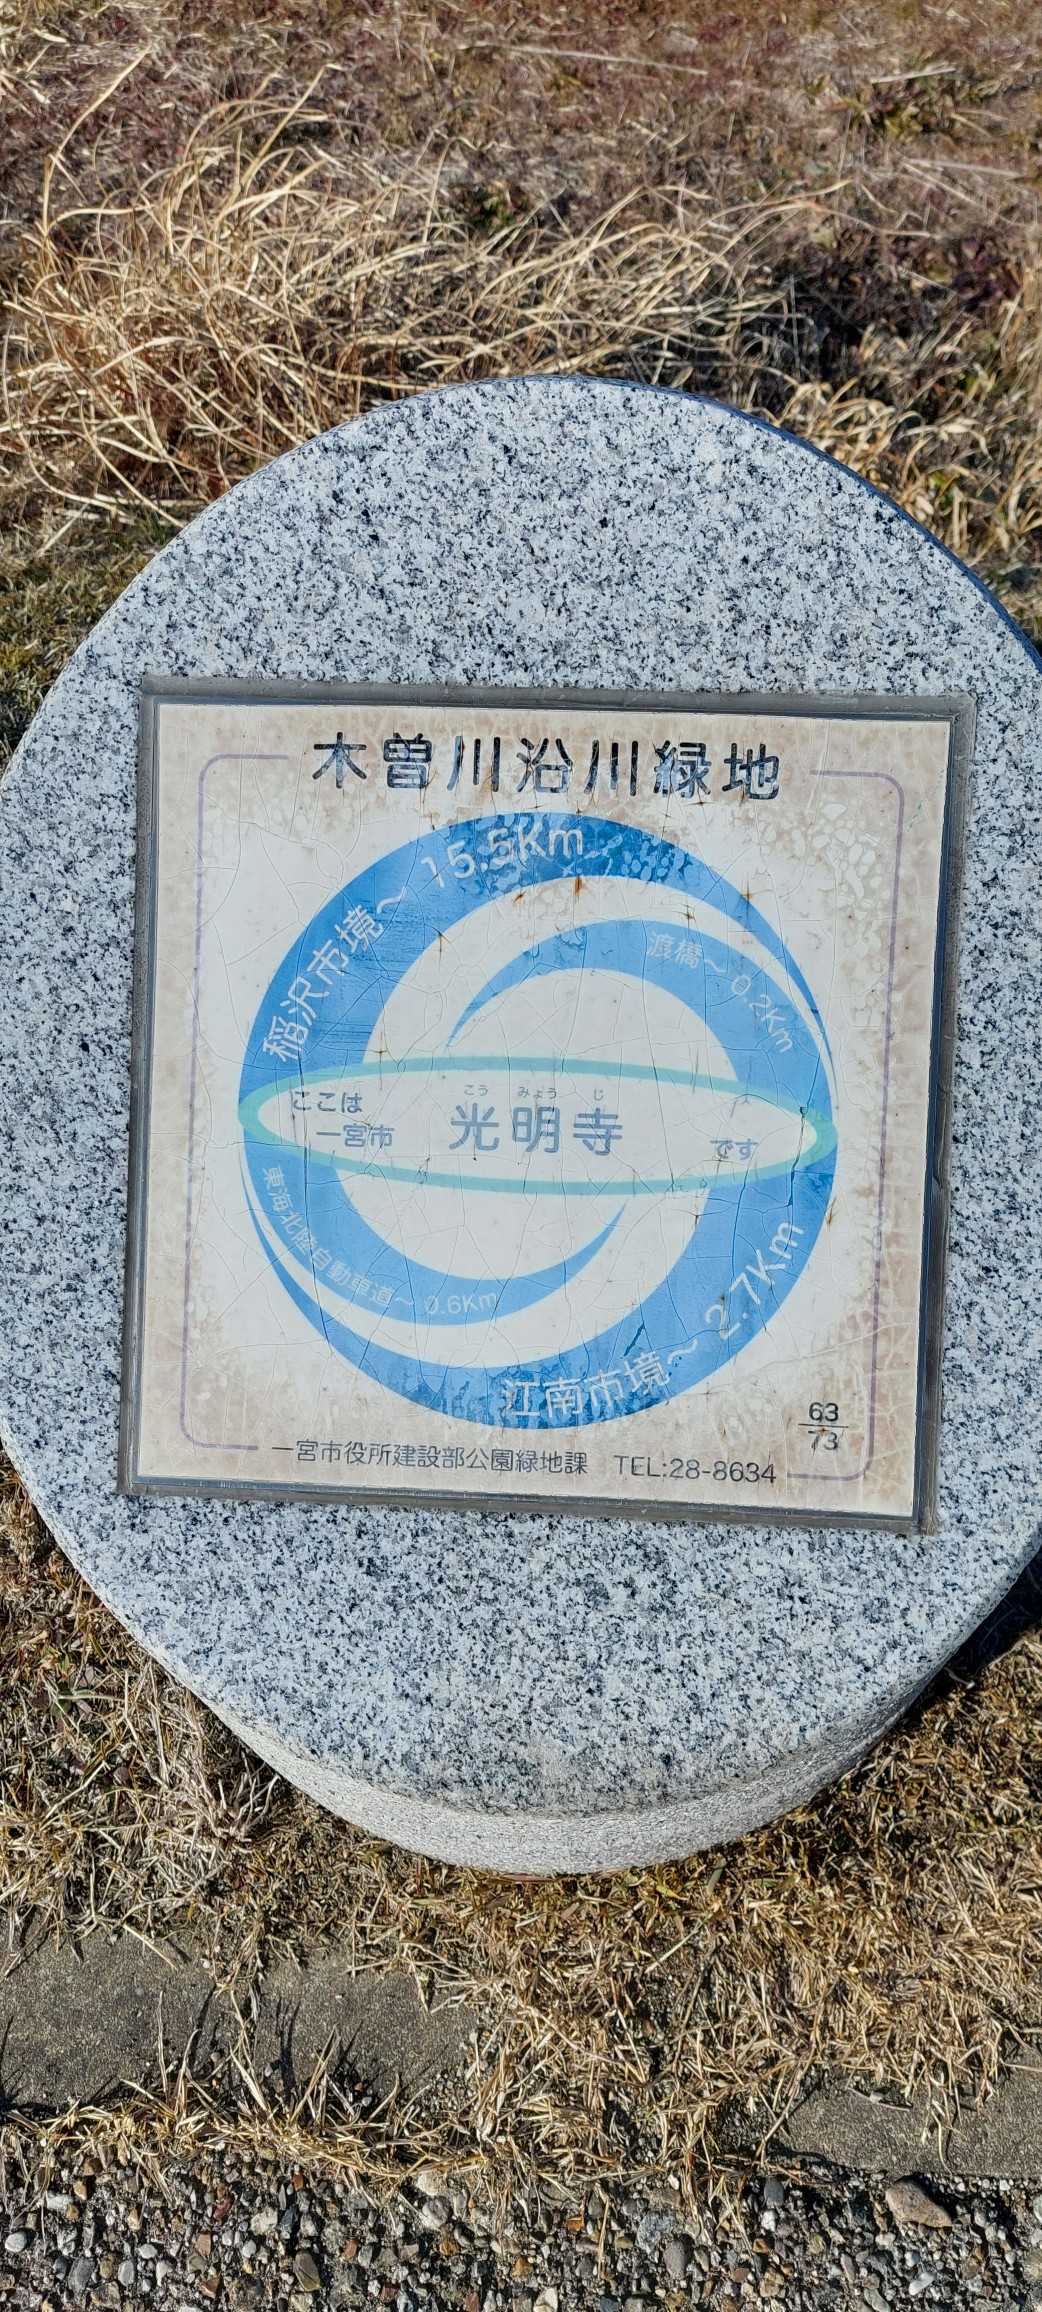 木曽川沿川緑地
稲沢市境～ 15.5Km
渡橋～ 0.2Km
ここは
一宮市
こう みょう じ
光明寺
です
東海北陸自動車道～ 0.6Km
江南市境～ 2.7Km
63
73
一宮市役所建設部公園緑地課 TEL:28-8634